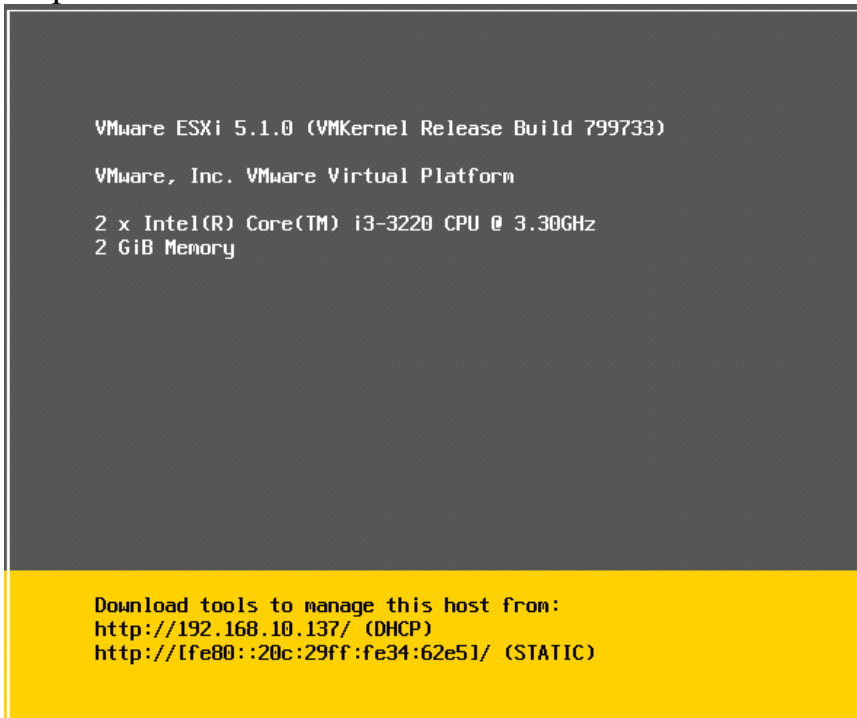 VMware ESXi 5.1.0 (VMKernel Release Build 799733)
VMware, Inc. VMware Virtual Platform
2 x Intel(R) Core(TM) i3-3220 CPU @ 3.30GHz
2 GiB Memory
Download tools to manage this host from:
http://192.168.10.137/ (DHCP)
http://[fe80::20c:29ff:fe34:62e5]/ (STATIC)